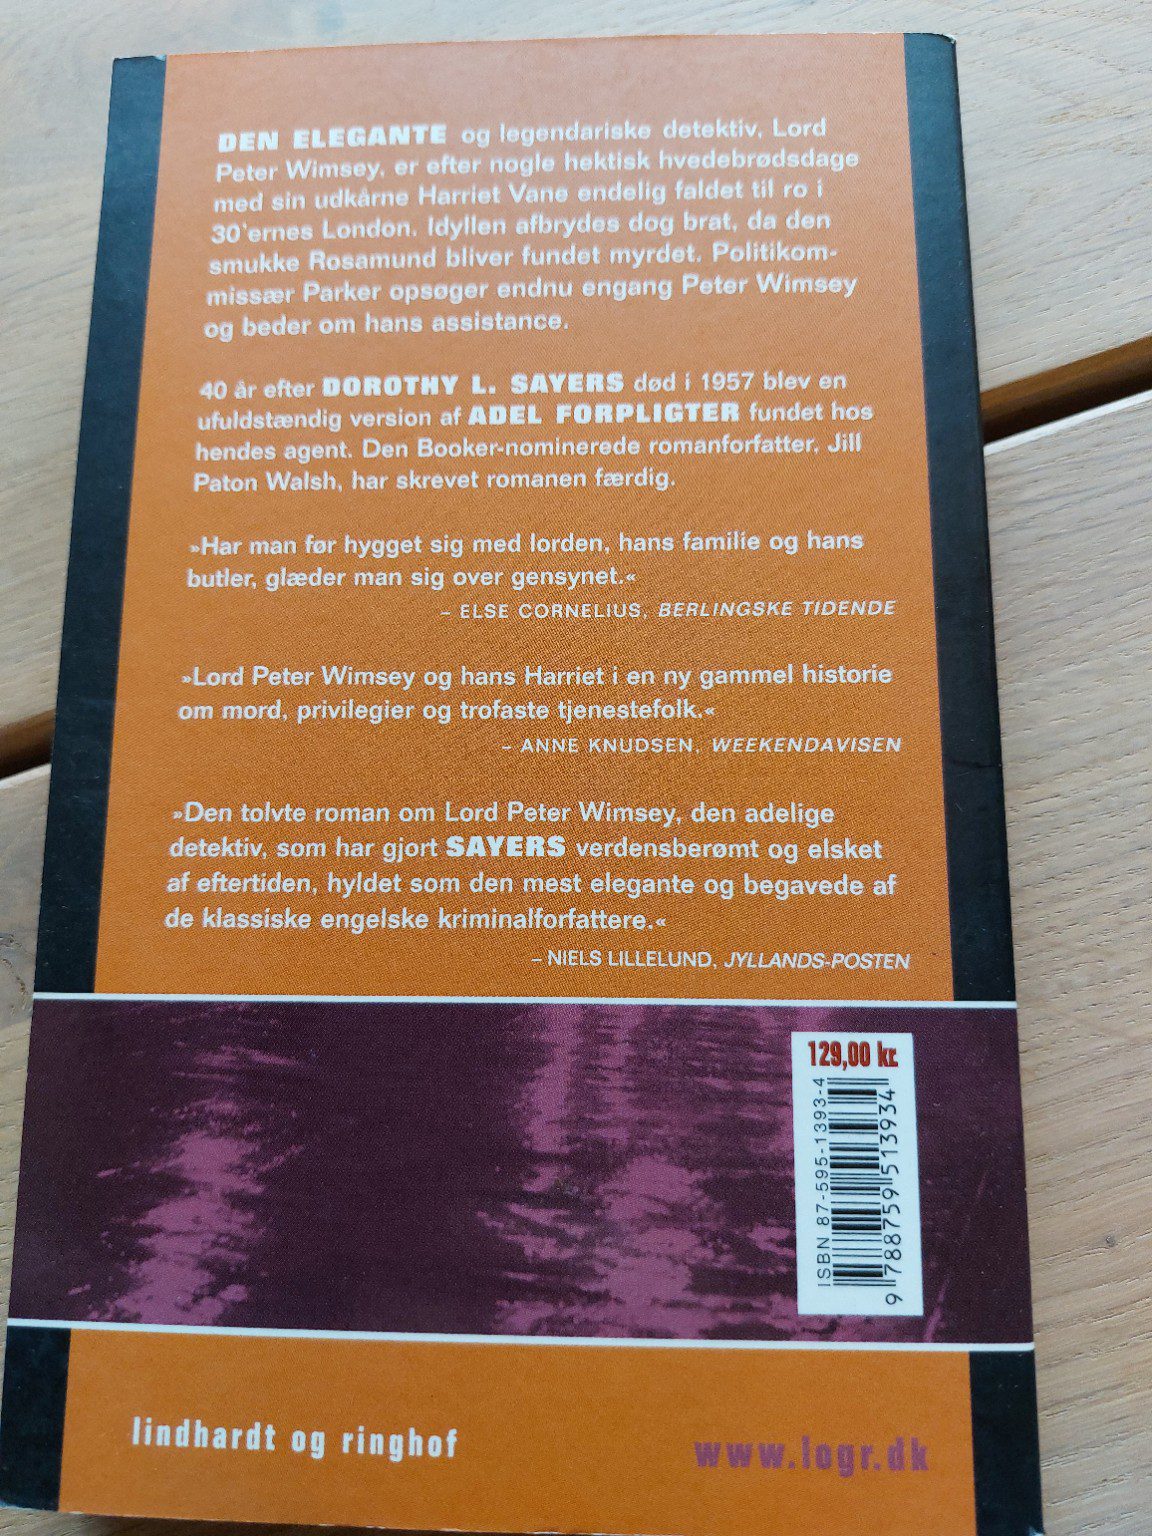 DEN ELEGANTE og legendariske detektiv, Lord
Peter Wimsey, er efter nogle hektisk hvedebrødsdage
med sin udkårne Harriet Vane endelig faldet til ro i
30'ernes London. Idyllen afbrydes dog brat, da den
smukke Rosamund bliver fundet myrdet. Politikom-
missær Parker opsøger endnu engang Peter Wimsey
og beder om hans assistance.
40 år efter DOROTHY L. SAYERS død i 1957 blev en
ufuldstændig version af ADEL FORPLIGTER fundet hos
hendes agent. Den Booker-nominerede romanforfatter, Jill
Paton Walsh, har skrevet romanen færdig.
»Har man før hygget sig med lorden, hans familie og hans
butler, glæder man sig over gensynet.«
– ELSE CORNELIUS, BERLINGSKE TIDENDE
»Lord Peter Wimsey og hans Harriet i en ny gammel historie
om mord, privilegier og trofaste tjenestefolk.«
– ANNE KNUDSEN, WEEKENDAVISEN
»Den tolvte roman om Lord Peter Wimsey, den adelige
detektiv, som har gjort SAYERS verdensberømt og elsket
af eftertiden, hyldet som den mest elegante og begavede af
de klassiske engelske kriminalforfattere.«
– NIELS LILLELUND, JYLLANDS-POSTEN
129,00 kr.
ISBN 87-595-1393-4
9 788759 513934
lindhardt og ringhof
www.logr.dk